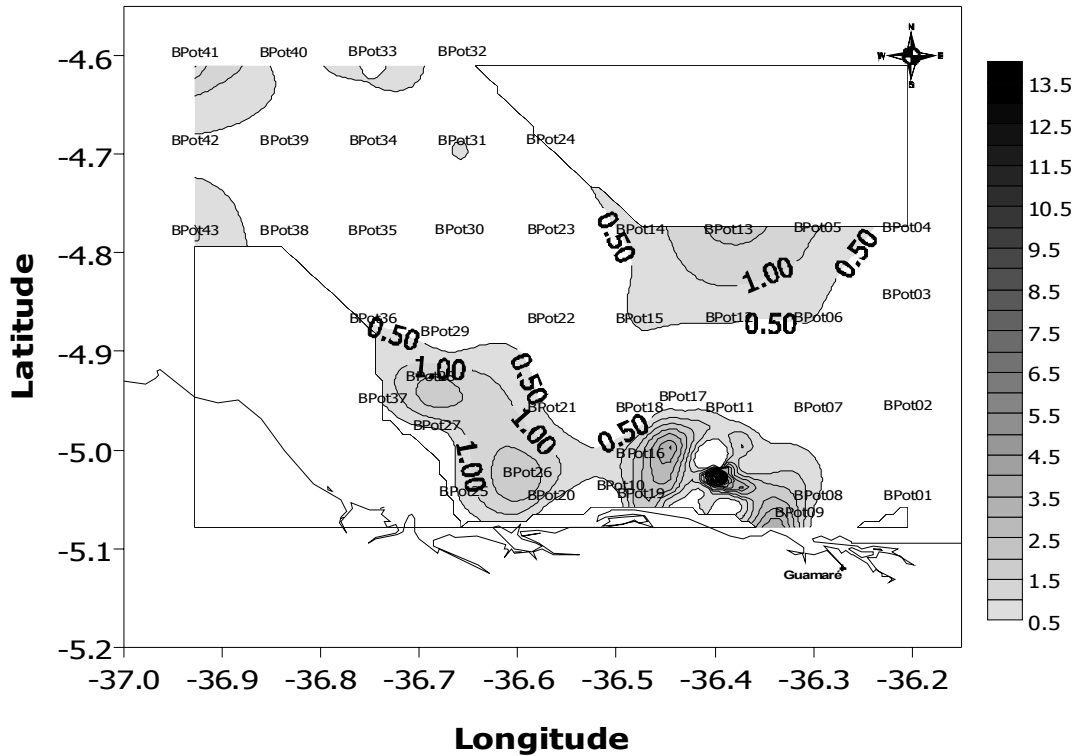 N
W E
S
-4.6
-4.7
-4.8
-4.9
-5.0
-5.1
-5.2
Latitude
BPot41 BPot40 BPot33 BPot32
BPot42 BPot39 BPot34 BPot31 BPot24
BPot43 BPot38 BPot35 BPot30 BPot23 BPot14 BPot13 BPot05 BPot04
0.50 0.50
1.00
BPot03
BPot36 BPot29 BPot22 BPot15 BPot12 BPot06
0.50 0.50
1.00 0.50
BPot37 BPot21 BPot18 BPot17 BPot11 BPot07 BPot02
BPot27 1.00 0.50
1.00 BPot26 BPot16
BPot25 BPot20 BPot10 BPot19 BPot08 BPot01
BPot09
Guamaré
-37.0 -36.9 -36.8 -36.7 -36.6 -36.5 -36.4 -36.3 -36.2
Longitude
13.5
12.5
11.5
10.5
9.5
8.5
7.5
6.5
5.5
4.5
3.5
2.5
1.5
0.5